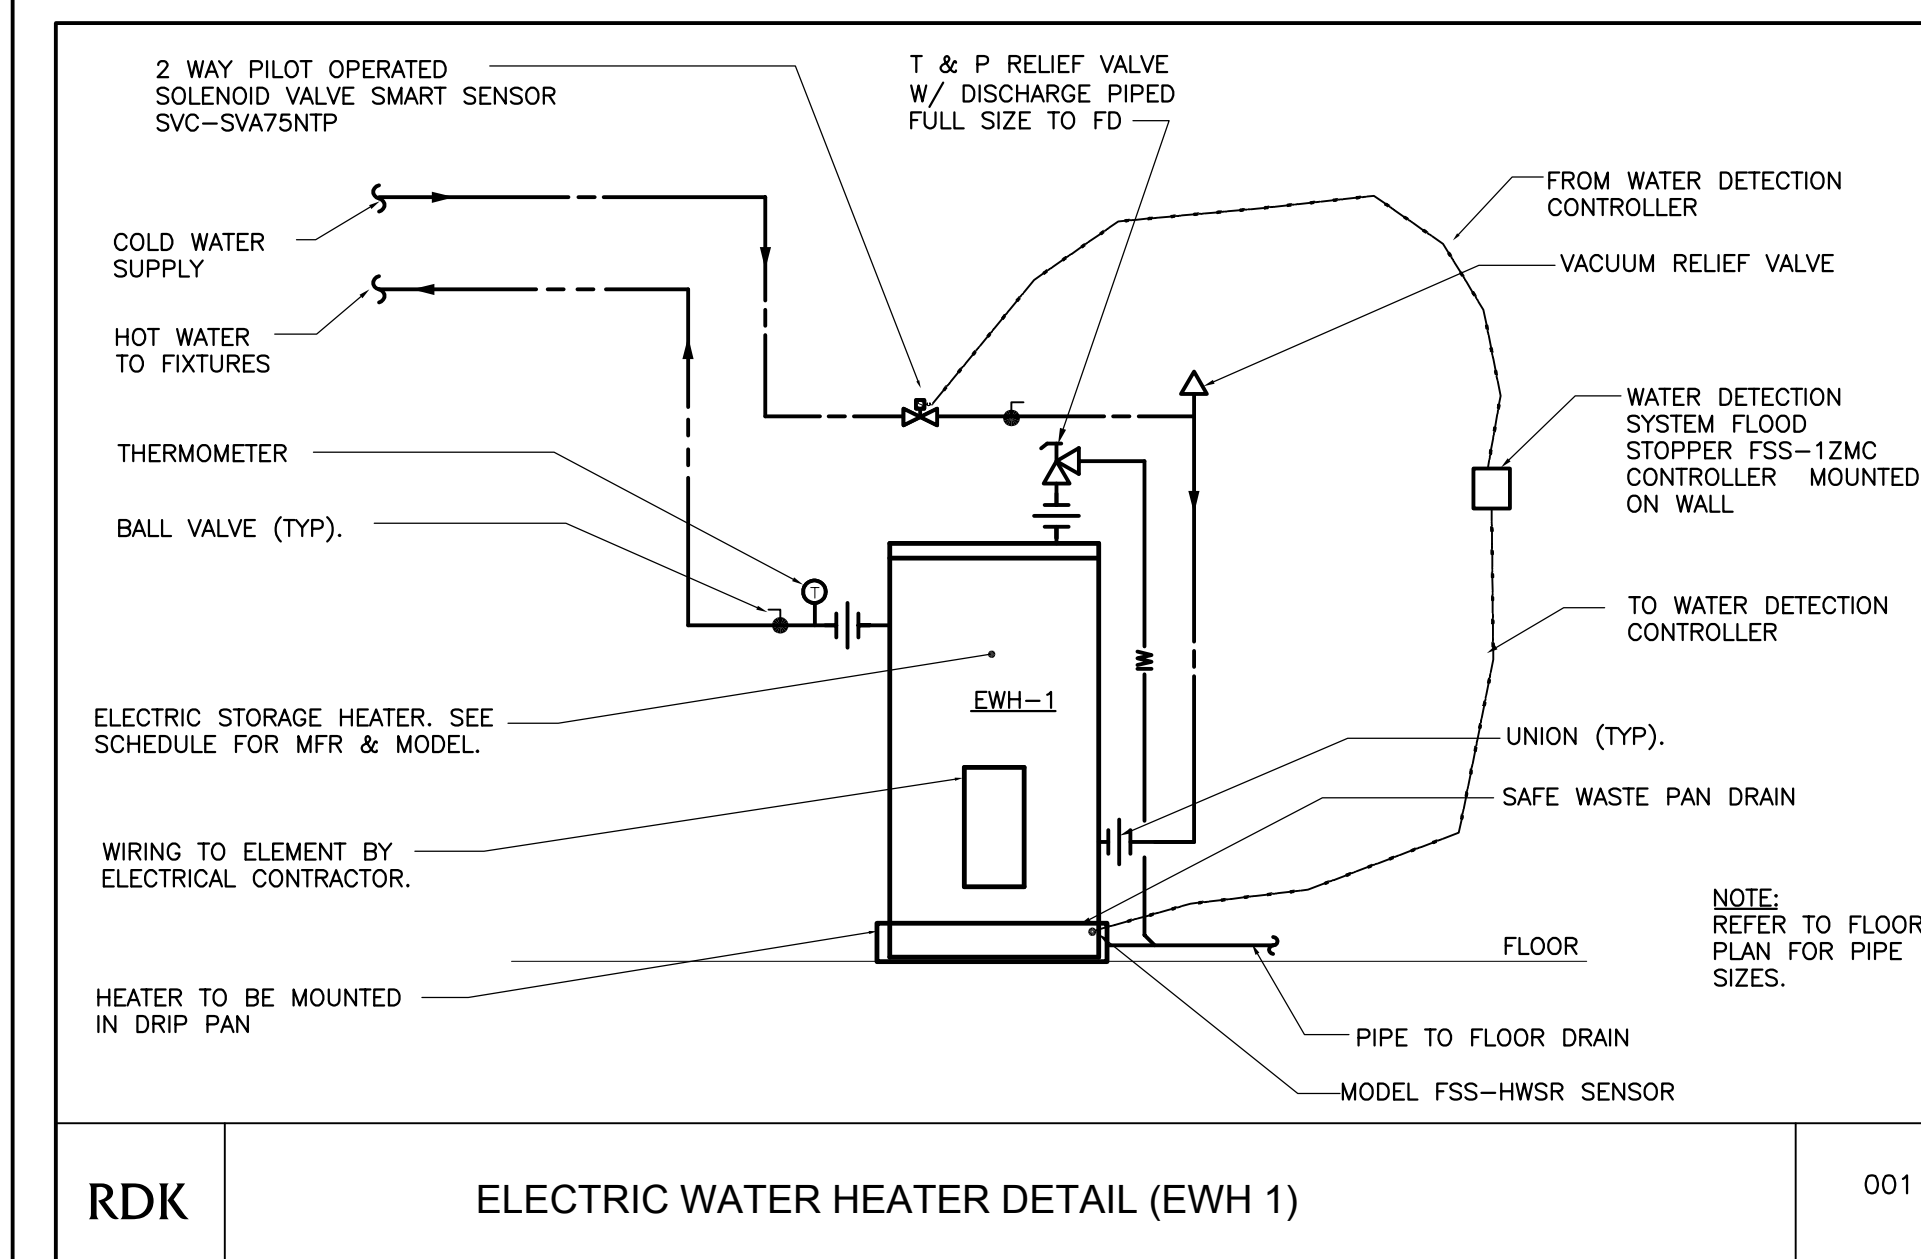 2 WAY PILOT OPERATED
SOLENOID VALVE SMART SENSOR
SVC-SVA75NTP
T & P RELIEF VALVE
W/ DISCHARGE PIPED
FULL SIZE TO FD
FROM WATER DETECTION
CONTROLLER
COLD WATER
SUPPLY
VACUUM RELIEF VALVE
HOT WATER
TO FIXTURES
WATER DETECTION
SYSTEM FLOOD
STOPPER FSS-1ZMC
CONTROLLER MOUNTED
ON WALL
THERMOMETER
BALL VALVE (TYP).
T
TO WATER DETECTION
CONTROLLER
IW
EWH-1
ELECTRIC STORAGE HEATER. SEE
SCHEDULE FOR MFR & MODEL.
UNION (TYP).
SAFE WASTE PAN DRAIN
WIRING TO ELEMENT BY
ELECTRICAL CONTRACTOR.
NOTE:
REFER TO FLOOR
PLAN FOR PIPE
SIZES.
FLOOR
HEATER TO BE MOUNTED
IN DRIP PAN
PIPE TO FLOOR DRAIN
MODEL FSS-HWSR SENSOR
RDK
ELECTRIC WATER HEATER DETAIL (EWH 1)
001